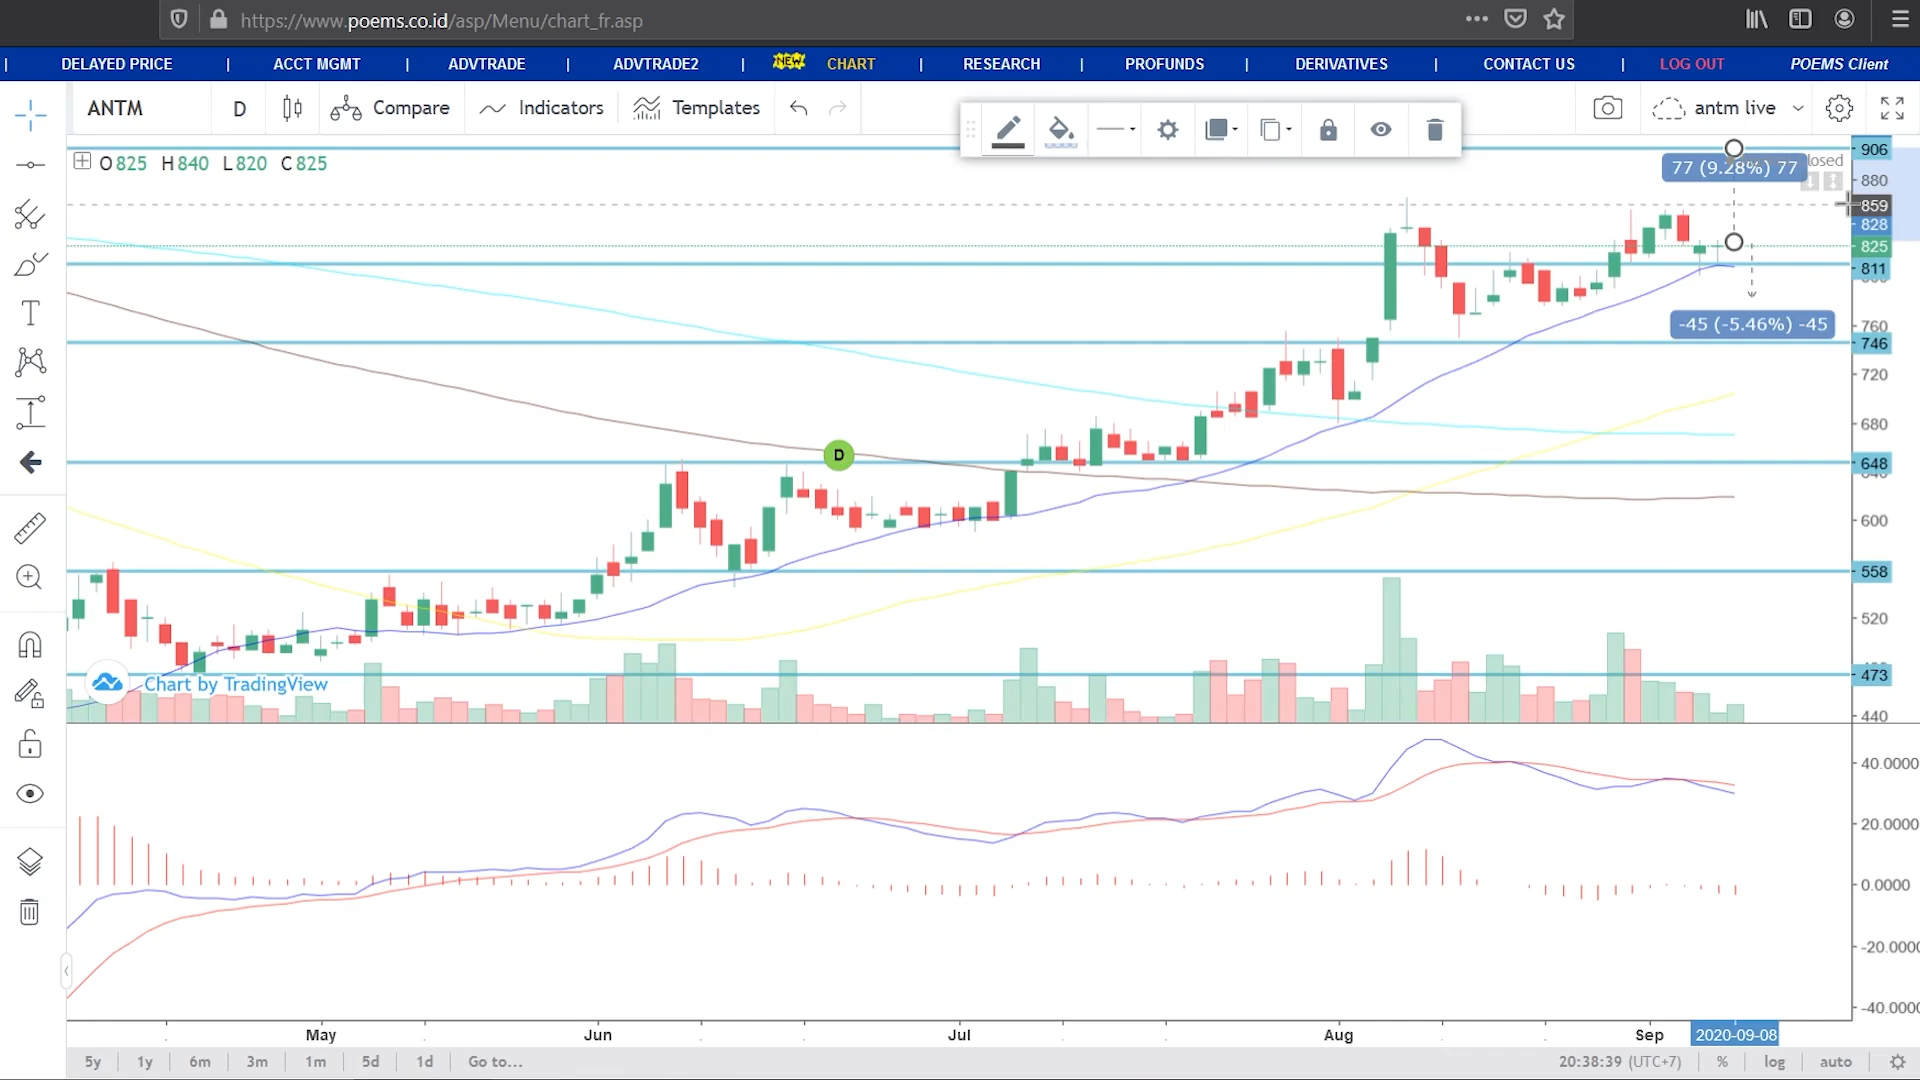 https://www.poems.co.id/asp/Menu/chart_fr.asp
| DELAYED PRICE | ACCT MGMT | ADVTRADE | ADVTRADE2 | NEW CHART | RESEARCH | PROFUNDS | DERIVATIVES | CONTACT US | LOG OUT POEMS Client
ANTM D Compare Indicators Templates antm live
O825 H840 L820 C825
77 (9.28%) 77
-45 (-5.46%) -45
906
880
859
828
825
811
760
746
720
680
648
600
558
520
473
440
D
Chart by TradingView
40.0000
20.0000
0.0000
-20.0000
-40.0000
May Jun Jul Aug Sep 2020-09-08
5y 1y 6m 3m 1m 5d 1d Go to... 20:38:39 (UTC+7) % log auto